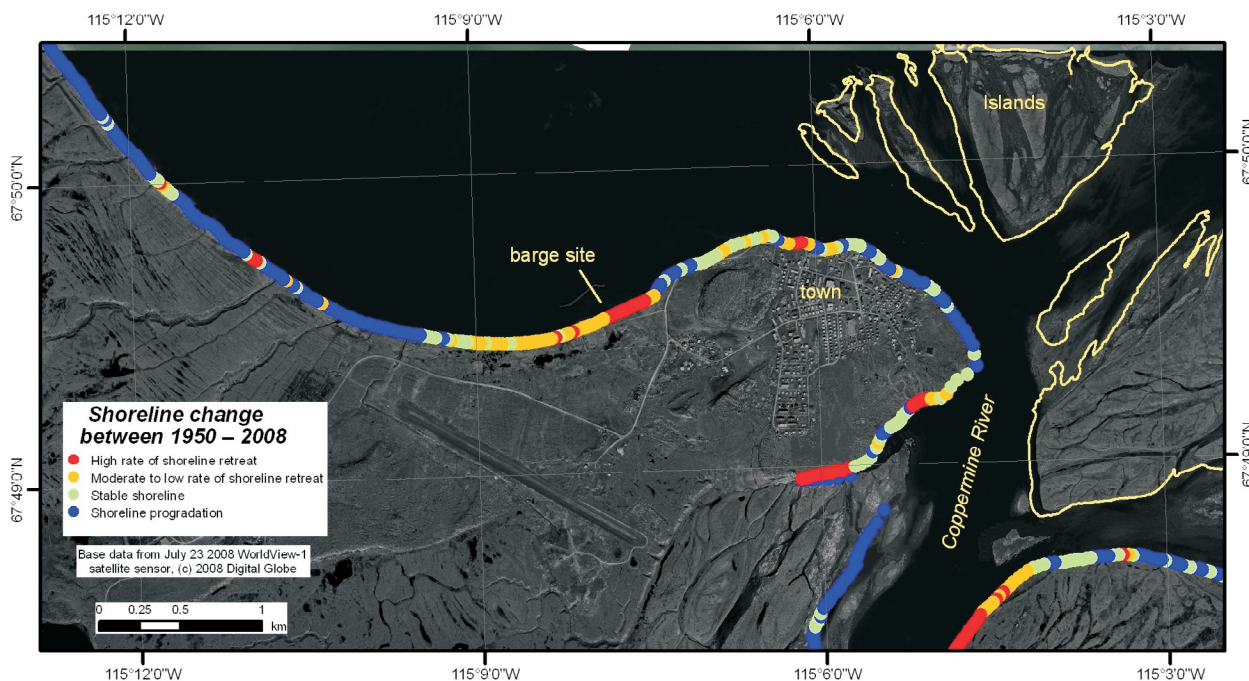 115°12'0"W 115°9'0"W 115°6'0"W 115°3'0"W
Islands
67°50'0"N
67°50'0"N
barge site
town
Shoreline change
between 1950 – 2008
High rate of shoreline retreat
Moderate to low rate of shoreline retreat
Stable shoreline
Shoreline progradation
Coppermine River
67°49'0"N
67°49'0"N
Base data from July 23 2008 WorldView-1
satellite sensor, (c) 2008 Digital Globe
0 0.25 0.5 1
km
115°12'0"W 115°9'0"W 115°6'0"W 115°3'0"W